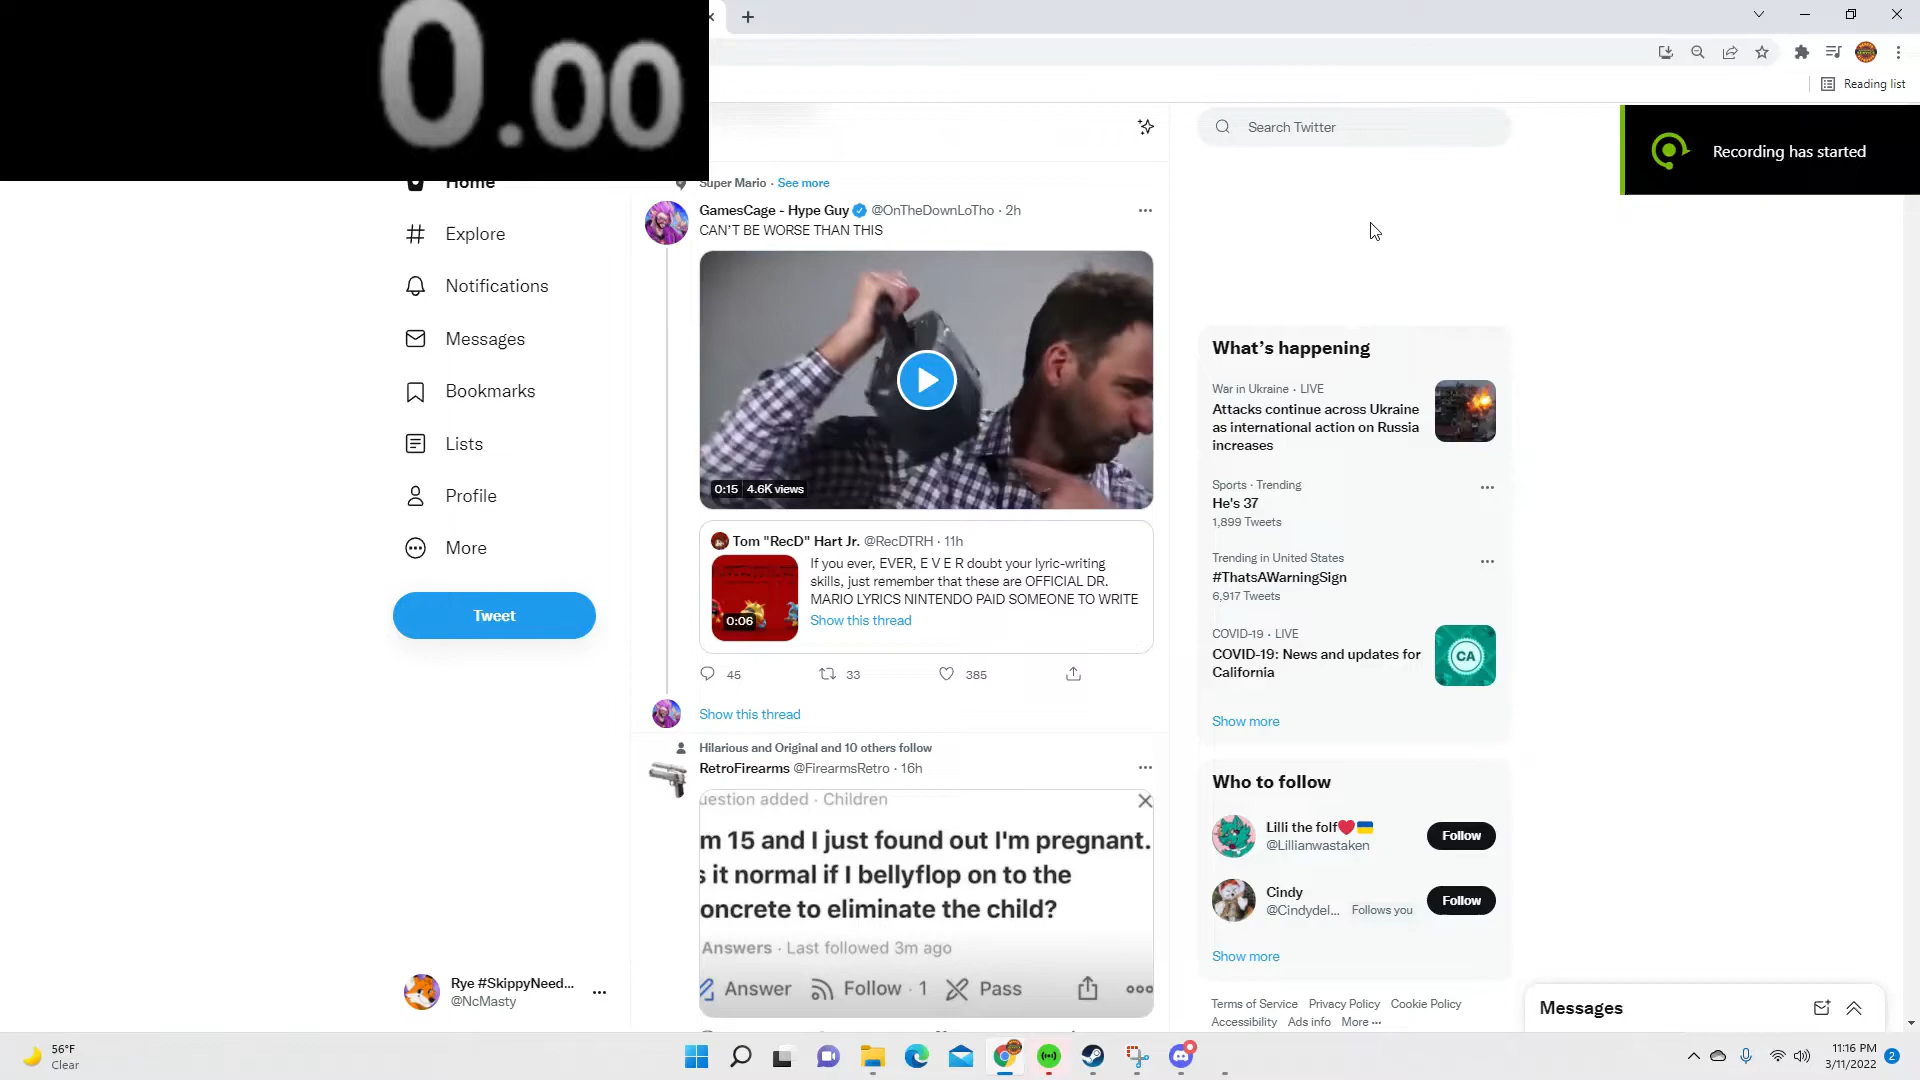 0.00
Reading list
Search Twitter
Recording has started
Home
Explore
Notifications
Messages
Bookmarks
Lists
Profile
More
Tweet
Rye #SkippyNeed...
@NcMasty
Super Mario · See more
GamesCage - Hype Guy @OnTheDownLoTho · 2h
CAN'T BE WORSE THAN THIS
0:15 4.6K views
Tom "RecD" Hart Jr. @RecDTRH · 11h
If you ever, EVER, E V E R doubt your lyric-writing
skills, just remember that these are OFFICIAL DR.
MARIO LYRICS NINTENDO PAID SOMEONE TO WRITE
0:06
Show this thread
45 33 385
Show this thread
Hilarious and Original and 10 others follow
RetroFirearms @FirearmsRetro · 16h
uestion added · Children
m 15 and I just found out I'm pregnant.
s it normal if I bellyflop on to the
oncrete to eliminate the child?
Answers · Last followed 3m ago
Answer Follow · 1 Pass
What's happening
War in Ukraine · LIVE
Attacks continue across Ukraine
as international action on Russia
increases
Sports · Trending
He's 37
1,899 Tweets
Trending in United States
#ThatsAWarningSign
6,917 Tweets
COVID-19 · LIVE
COVID-19: News and updates for
California
CA
Show more
Who to follow
Lilli the folf
@Lillianwastaken
Follow
Cindy
@Cindydel... Follows you
Follow
Show more
Terms of Service Privacy Policy Cookie Policy
Accessibility Ads info More ...
Messages
56°F
Clear
11:16 PM
3/11/2022
2